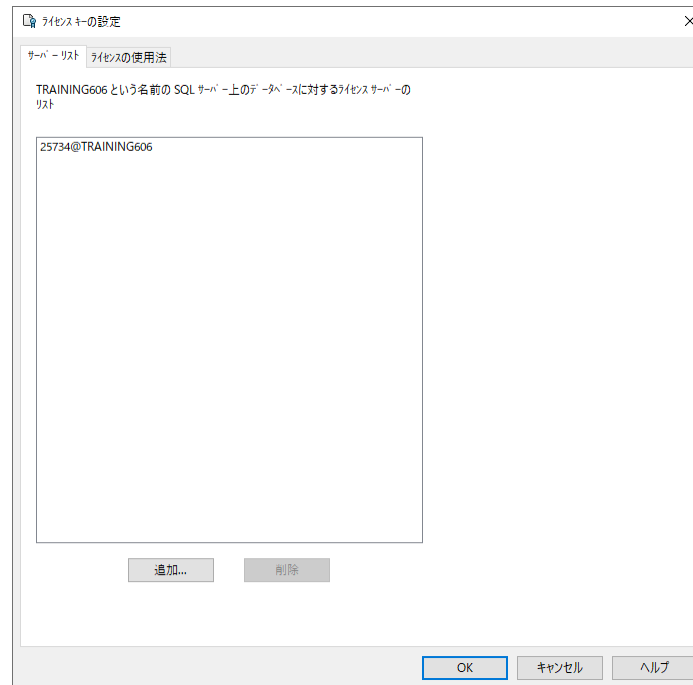 ﾗｲｾﾝｽ ｷｰの設定
ｻｰﾊﾞｰ ﾘｽﾄ
ﾗｲｾﾝｽの使用法
TRAINING606 という名前の SQL ｻｰﾊﾞｰ上のﾃﾞｰﾀﾍﾞｰｽに対するﾗｲｾﾝｽ ｻｰﾊﾞｰの
ﾘｽﾄ
25734@TRAINING606
追加...
削除
OK
キャンセル
ヘルプ